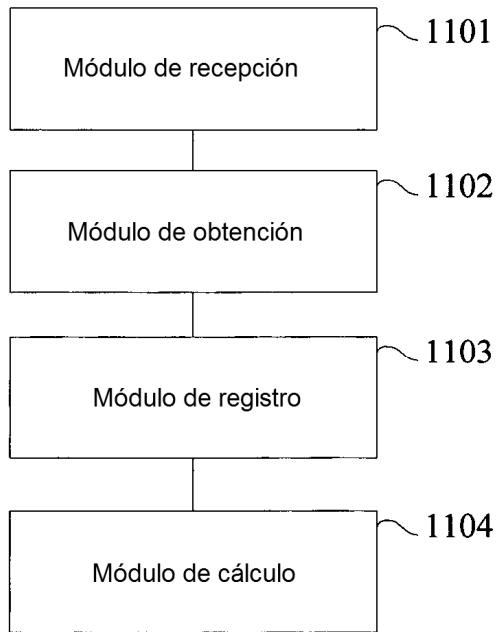 1101
Módulo de recepción
1102
Módulo de obtención
1103
Módulo de registro
1104
Módulo de cálculo